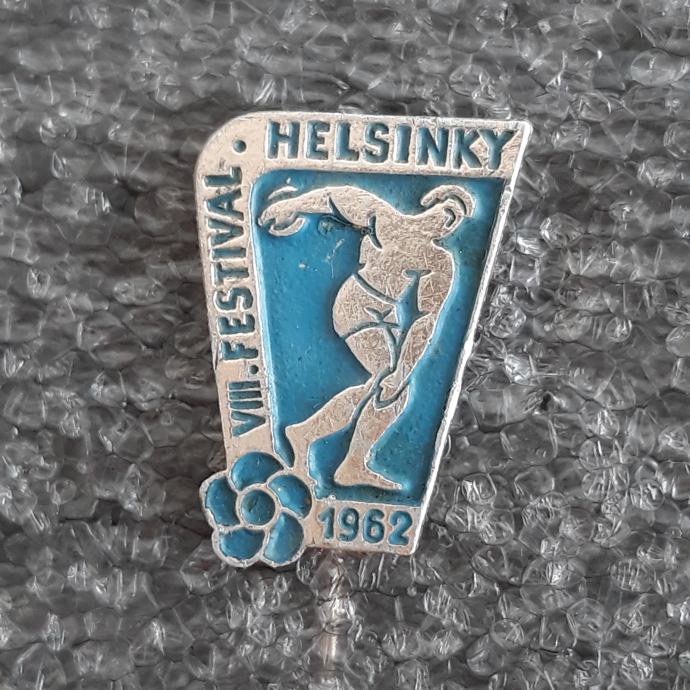 VIII. FESTIVAL · HELSINKY
1962